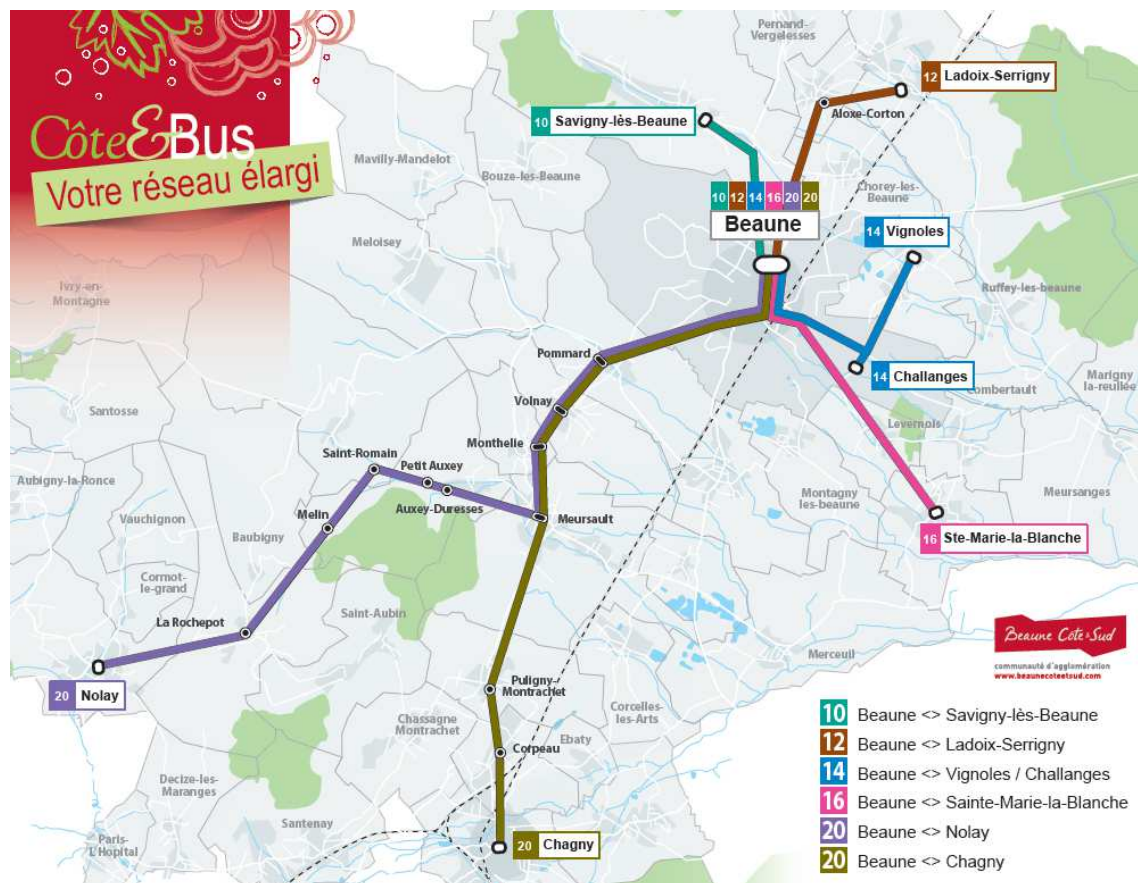 Côte&Bus
Votre réseau élargi
Pernand-
Vergelesses
12 Ladoix-Serrigny
Aloxe-Corton
10 Savigny-lès-Beaune
Mavilly-Mandelot
Bouze-les-Beaune
10 12 14 16 20 20
Beaune
Chorey-les-
Beaune
14 Vignoles
Meloisey
Ivry-en-
Montagne
Ruffey-les-beaune
Pommard
14 Challanges
Combertault
Marigny
la-reullée
Volnay
Santosse
Levernois
Monthelie
Saint-Romain
Petit Auxey
Auxey-Duresses
Aubigny-la-Ronce
Meursault
Montagny
les-beaune
Meursanges
Vauchignon
Melin
Baubigny
16 Ste-Marie-la-Blanche
Cormot-
le-grand
Saint-Aubin
La Rochepot
Beaune Côte&Sud
communauté d'agglomération
www.beaunecoteetsud.com
Merceuil
20 Nolay
Puligny-
Montrachet
Chassagne
Montrachet
Corcelles-
les-Arts
Ebaty
Corpeau
Decize-les-
Maranges
Santenay
Paris-
L'Hopital
20 Chagny
10 Beaune <> Savigny-lès-Beaune
12 Beaune <> Ladoix-Serrigny
14 Beaune <> Vignoles / Challanges
16 Beaune <> Sainte-Marie-la-Blanche
20 Beaune <> Nolay
20 Beaune <> Chagny